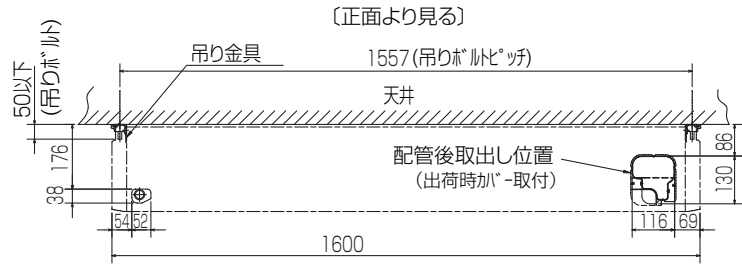 〔正面より見る〕
吊り金具
1557(吊りボルトピッチ)
50以下
(吊りボルト)
天井
86
176
配管後取出し位置
(出荷時カバー取付)
130
38
54
52
116
69
1600